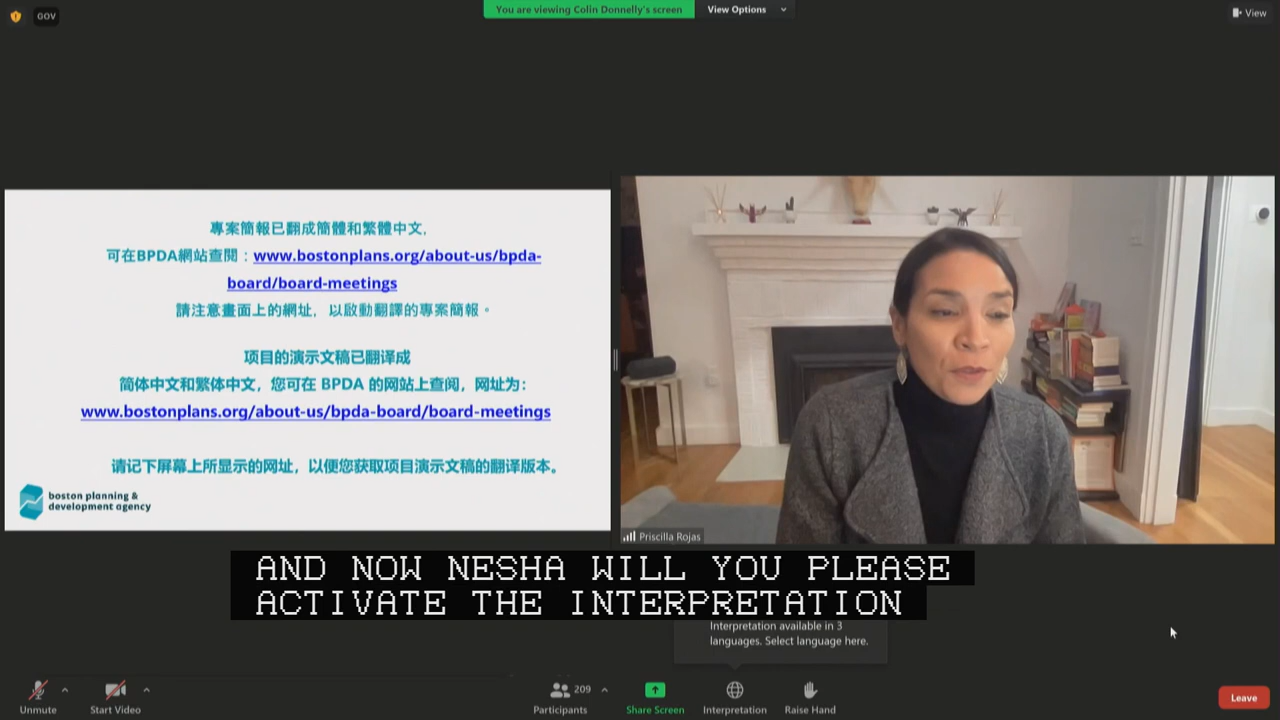 GOV
You are viewing Colin Donnelly's screen
View Options
View
專案簡報已翻成簡體和繁體中文,
可在BPDA網站查閱：www.bostonplans.org/about-us/bpda-
board/board-meetings
請注意畫面上的網址，以啟動翻譯的專案簡報。
项目的演示文稿已翻译成
简体中文和繁体中文，您可在 BPDA 的网站上查阅，网址为：
www.bostonplans.org/about-us/bpda-board/board-meetings
请记下屏幕上所显示的网址，以便您获取项目演示文稿的翻译版本。
boston planning &
development agency
Priscilla Rojas
AND NOW NESHA WILL YOU PLEASE
ACTIVATE THE INTERPRETATION
Interpretation available in 3
languages. Select language here.
Unmute
Start Video
209
Participants
Share Screen
Interpretation
Raise Hand
Leave